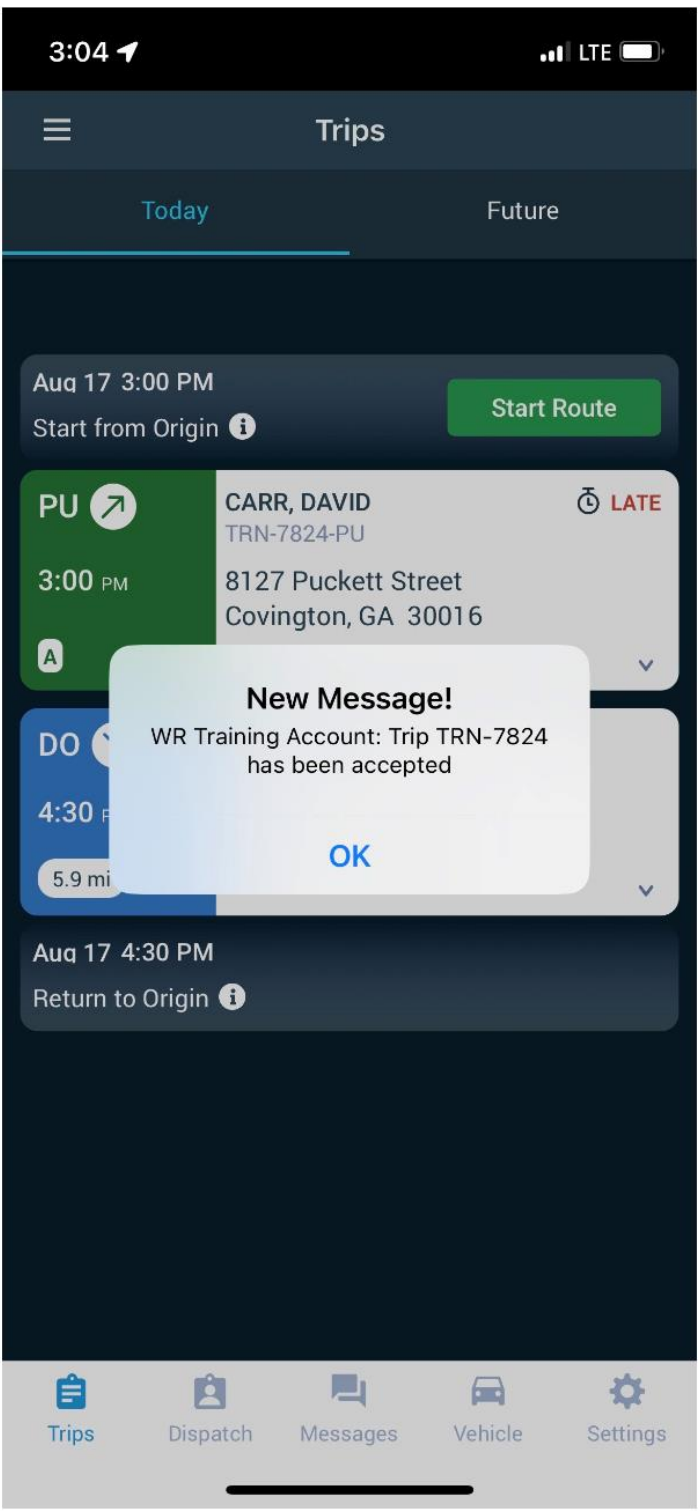 3:04
LTE
Trips
Today
Future
Aug 17 3:00 PM
Start from Origin
Start Route
PU
CARR, DAVID
LATE
TRN-7824-PU
3:00 PM
8127 Puckett Street
Covington, GA 30016
A
New Message!
WR Training Account: Trip TRN-7824
has been accepted
OK
DO
4:30
5.9 mi
Aug 17 4:30 PM
Return to Origin
Trips
Dispatch
Messages
Vehicle
Settings